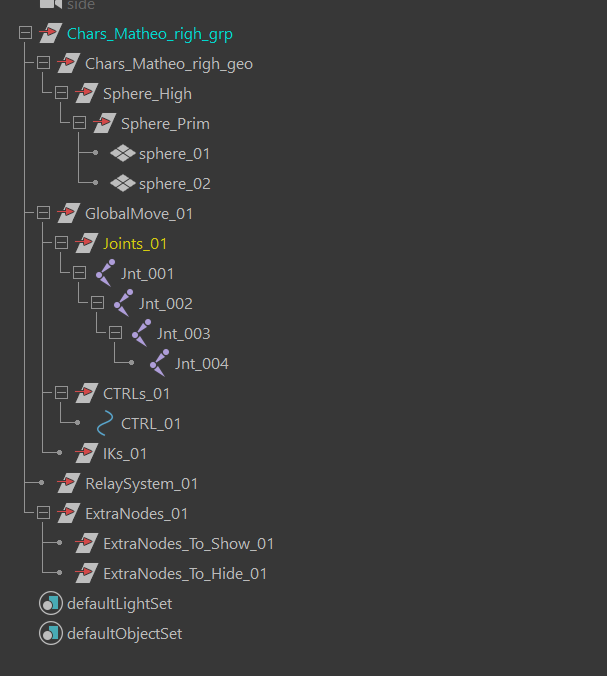 side
Chars_Matheo_righ_grp
Chars_Matheo_righ_geo
Sphere_High
Sphere_Prim
sphere_01
sphere_02
GlobalMove_01
Joints_01
Jnt_001
Jnt_002
Jnt_003
Jnt_004
CTRLs_01
CTRL_01
IKs_01
RelaySystem_01
ExtraNodes_01
ExtraNodes_To_Show_01
ExtraNodes_To_Hide_01
defaultLightSet
defaultObjectSet